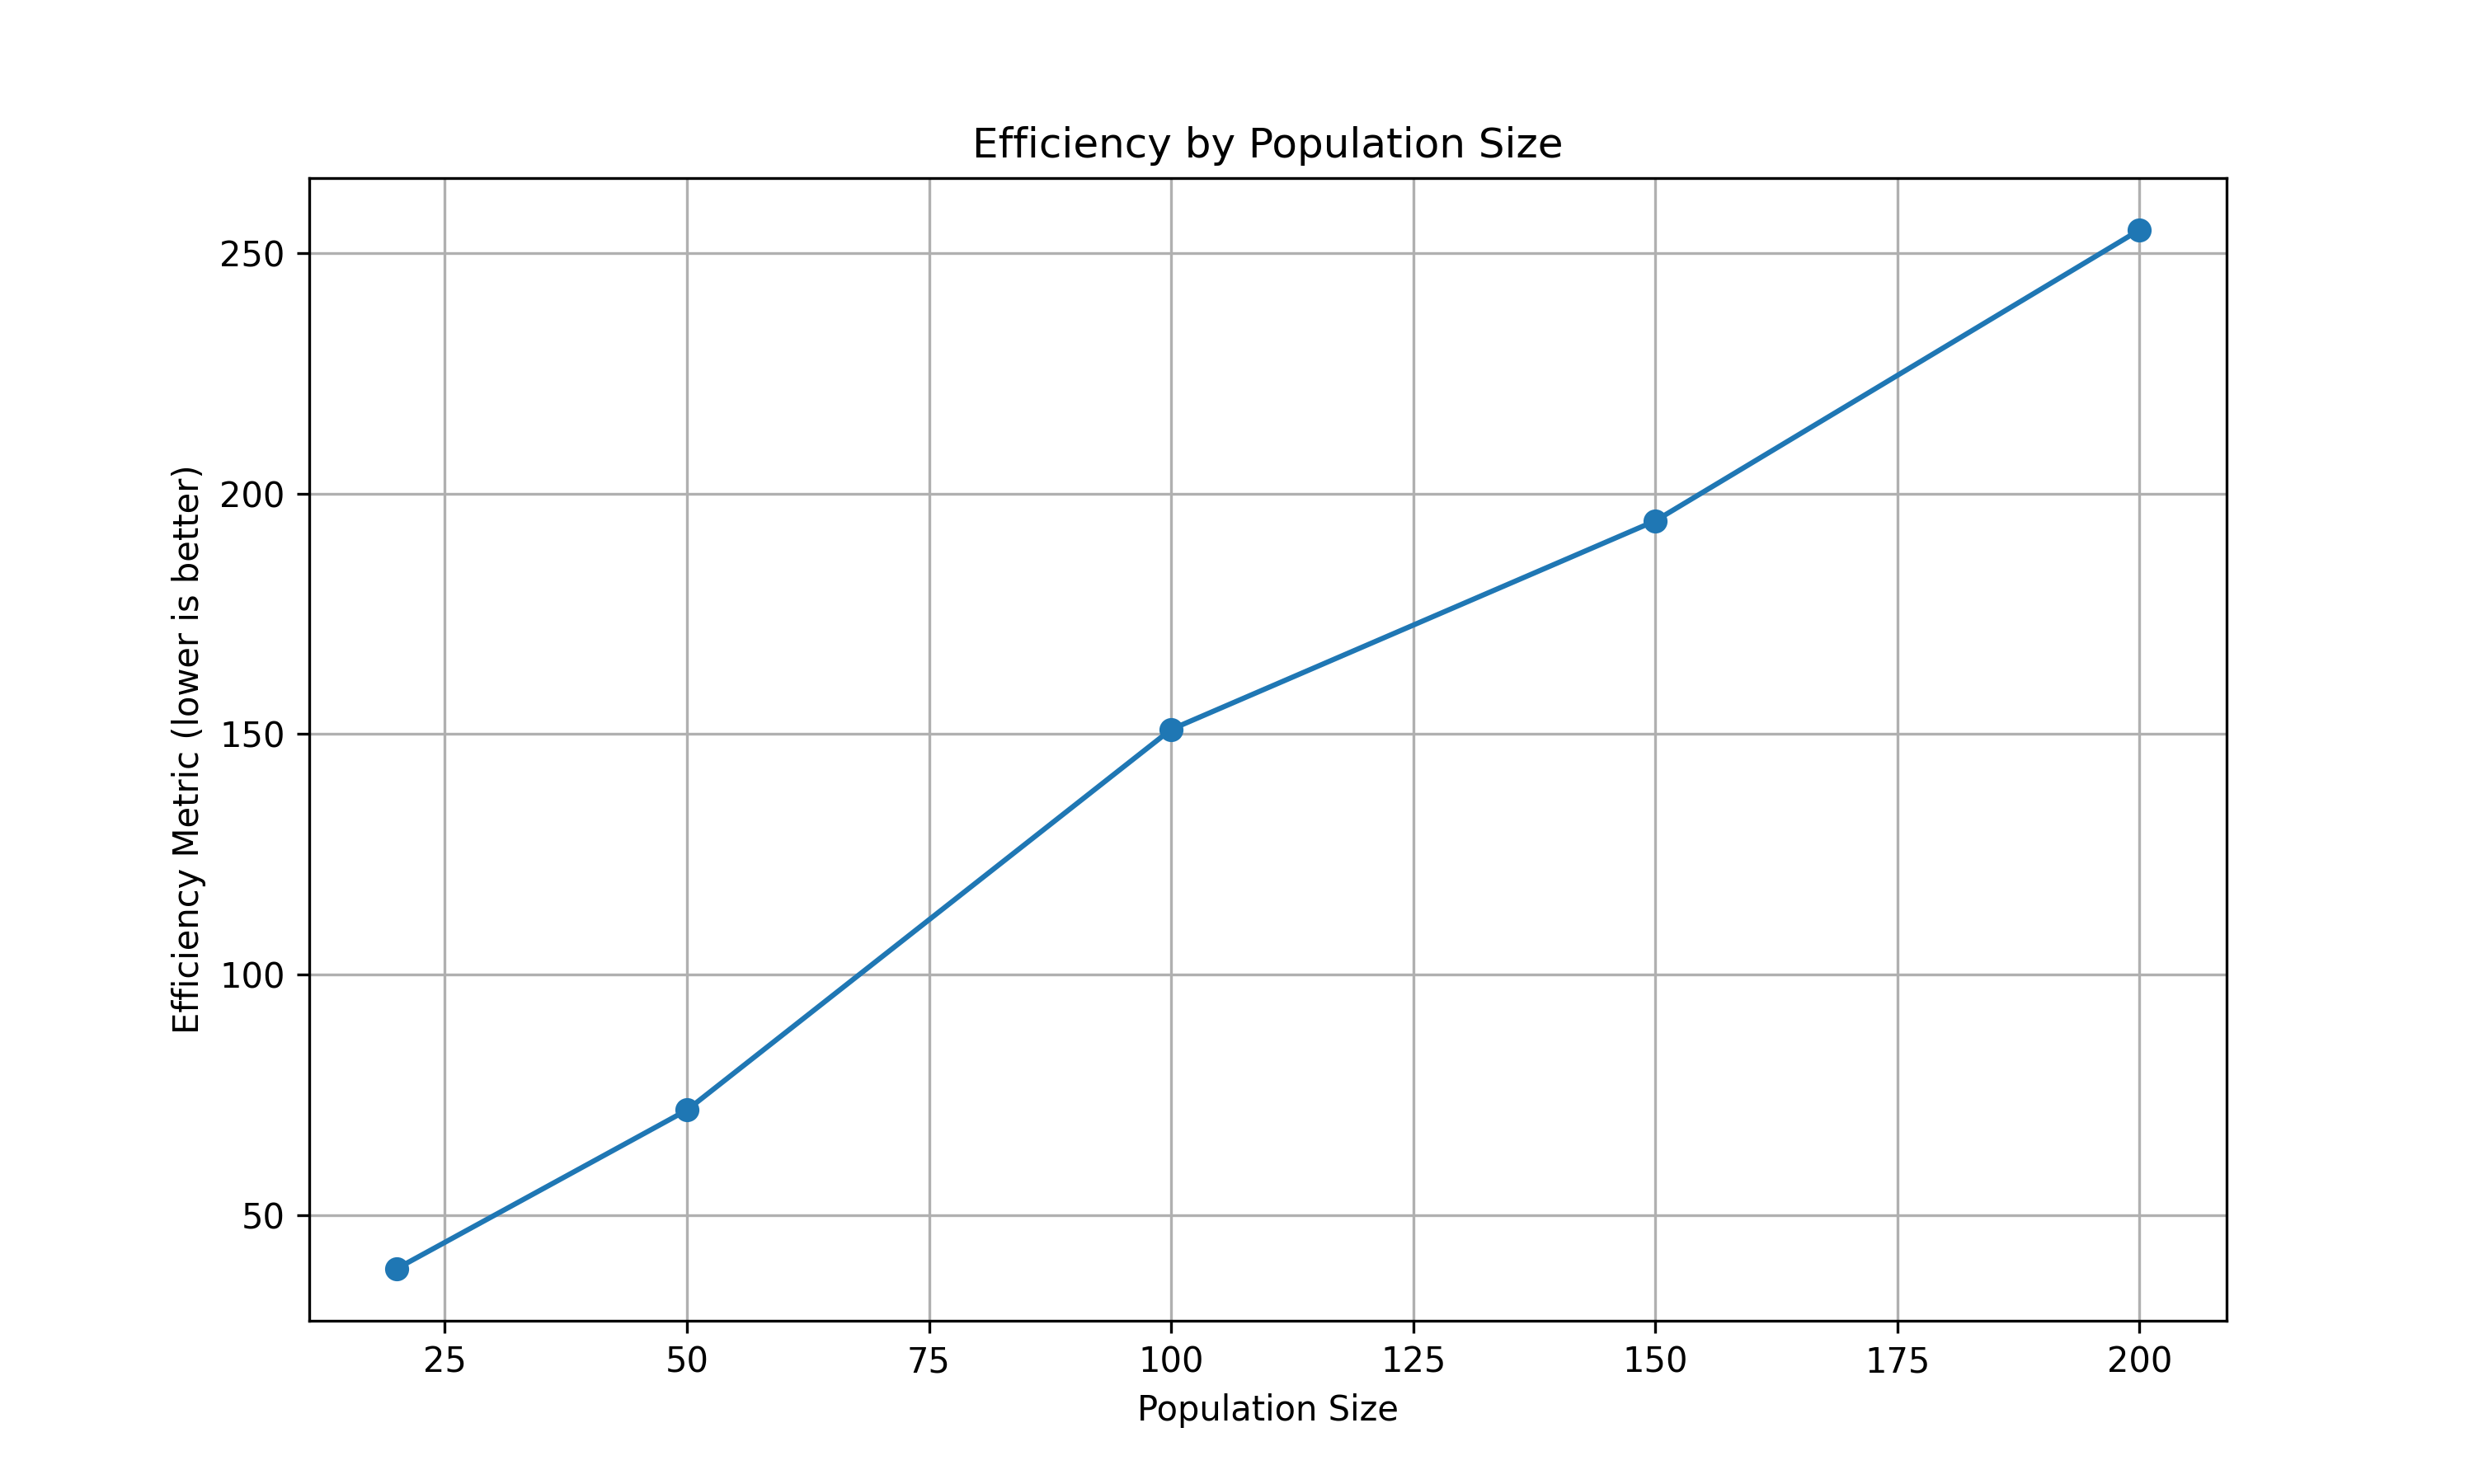 Efficiency by Population Size
Efficiency Metric (lower is better)
250
200
150
100
50
25 50 75 100 125 150 175 200
Population Size